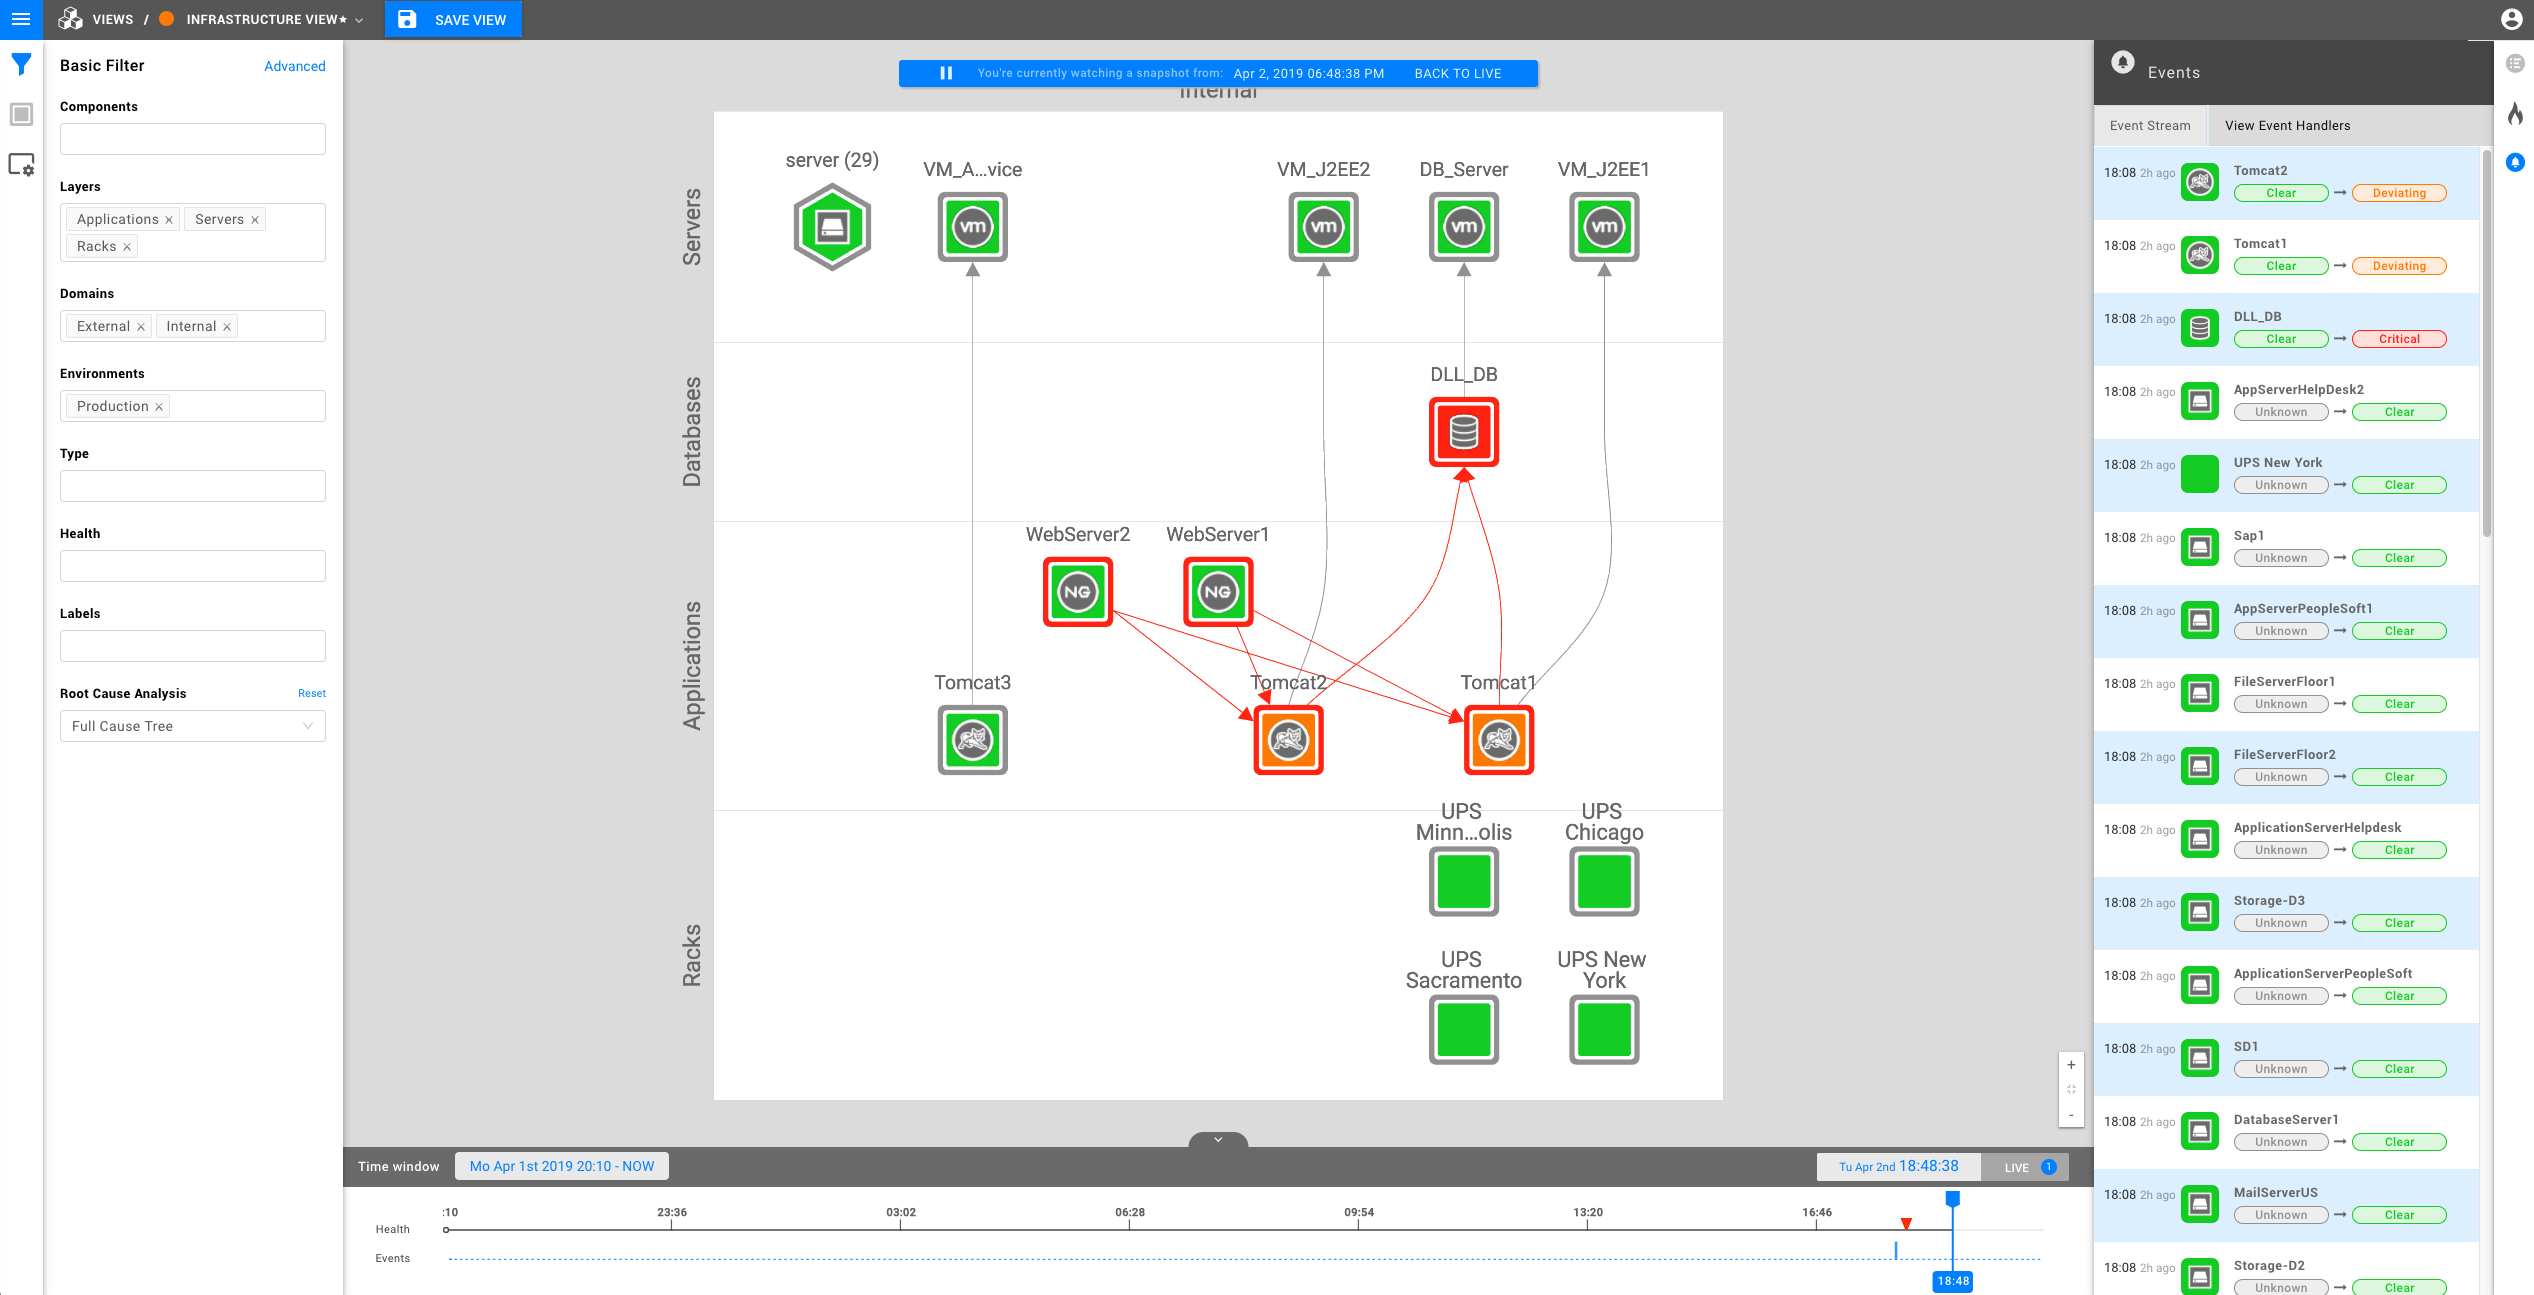 VIEWS / INFRASTRUCTURE VIEW★
SAVE VIEW
Basic Filter
Advanced
Components
Layers
Applications × Servers ×
Racks ×
Domains
External × Internal ×
Environments
Production ×
Type
Health
Labels
Root Cause Analysis
Reset
Full Cause Tree
You're currently watching a snapshot from: Apr 2, 2019 06:48:38 PM BACK TO LIVE
Internal
Servers
server (29)
VM_A...vice
VM_J2EE2
DB_Server
VM_J2EE1
vm
vm
vm
vm
Databases
DLL_DB
Applications
WebServer2
WebServer1
NG
NG
Tomcat3
Tomcat2
Tomcat1
Racks
UPS
Minn...olis
UPS
Chicago
UPS
Sacramento
UPS New
York
+
-
Time window
Mo Apr 1st 2019 20:10 - NOW
Tu Apr 2nd 18:48:38
LIVE 1
:10 23:36 03:02 06:28 09:54 13:20 16:46
Health
Events
18:48
Events
Event Stream
View Event Handlers
18:08 2h ago
Tomcat2
Clear → Deviating
18:08 2h ago
Tomcat1
Clear → Deviating
18:08 2h ago
DLL_DB
Clear → Critical
18:08 2h ago
AppServerHelpDesk2
Unknown → Clear
18:08 2h ago
UPS New York
Unknown → Clear
18:08 2h ago
Sap1
Unknown → Clear
18:08 2h ago
AppServerPeopleSoft1
Unknown → Clear
18:08 2h ago
FileServerFloor1
Unknown → Clear
18:08 2h ago
FileServerFloor2
Unknown → Clear
18:08 2h ago
ApplicationServerHelpdesk
Unknown → Clear
18:08 2h ago
Storage-D3
Unknown → Clear
18:08 2h ago
ApplicationServerPeopleSoft
Unknown → Clear
18:08 2h ago
SD1
Unknown → Clear
18:08 2h ago
DatabaseServer1
Unknown → Clear
18:08 2h ago
MailServerUS
Unknown → Clear
18:08 2h ago
Storage-D2
Unknown → Clear